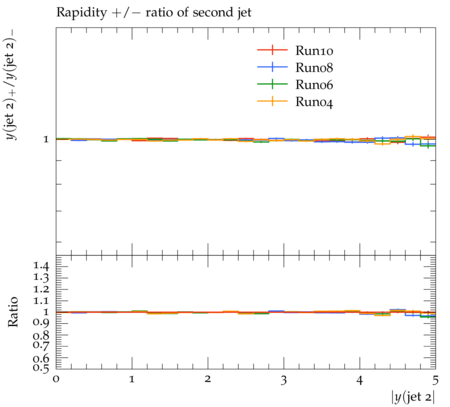 Rapidity +/− ratio of second jet
y(jet 2)+/y(jet 2)−
Run10
Run08
Run06
Run04
1
Ratio
1.4
1.3
1.2
1.1
1
0.9
0.8
0.7
0.6
0.5
0 1 2 3 4 5
|y(jet 2|